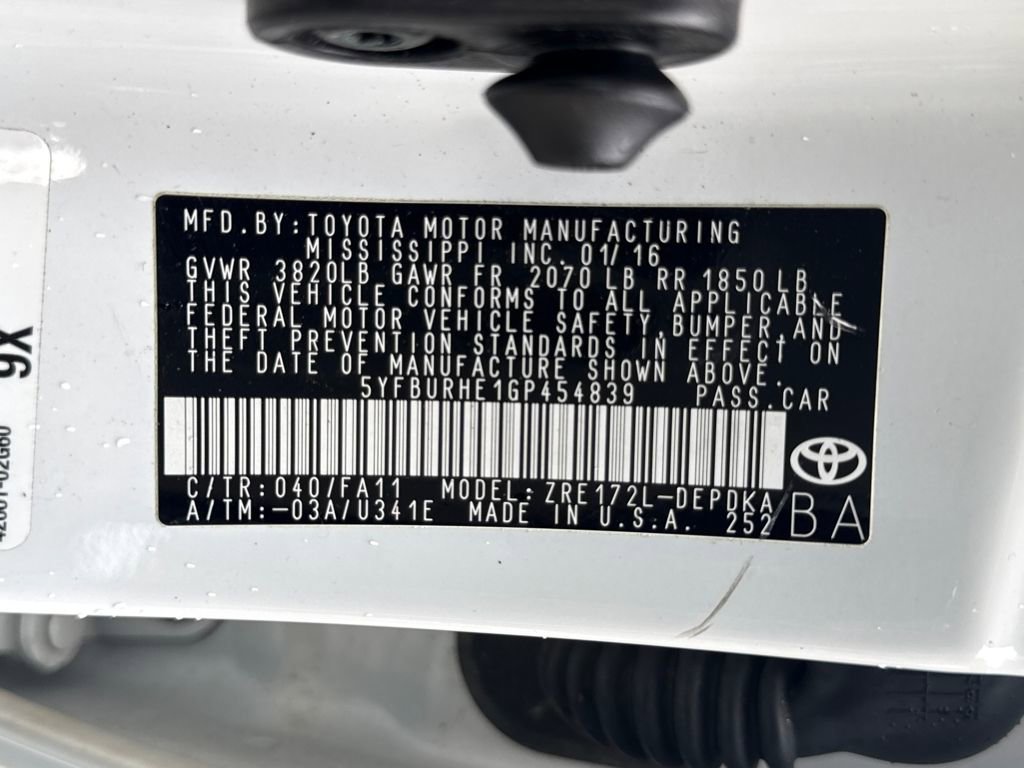 MFD.BY:TOYOTA MOTOR MANUFACTURING
MISSISSIPPI INC. 01/16
GVWR 3820LB GAWR FR 2070 LB RR 1850 LB
THIS VEHICLE CONFORMS TO ALL APPLICABLE
FEDERAL MOTOR VEHICLE SAFETY,BUMPER,AND
THEFT PREVENTION STANDARDS IN EFFECT ON
THE DATE OF MANUFACTURE SHOWN ABOVE.
5YFBURHE1GP454839 PASS.CAR
C/TR:040/FA11 MODEL:ZRE172L-DEPDKA
A/TM:-03A/U341E MADE IN U.S.A. 252
BA
9X